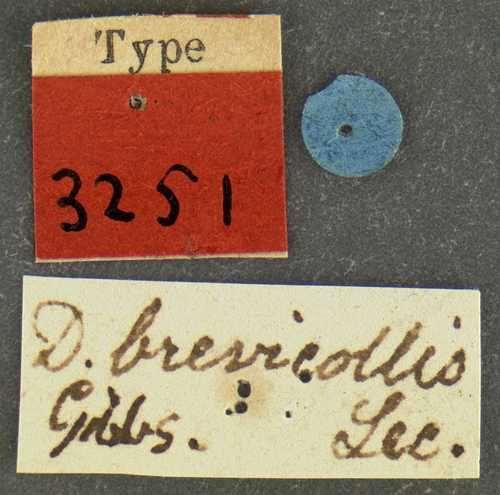 Type
3251
D. brevicollis
Gibbs. Lec.